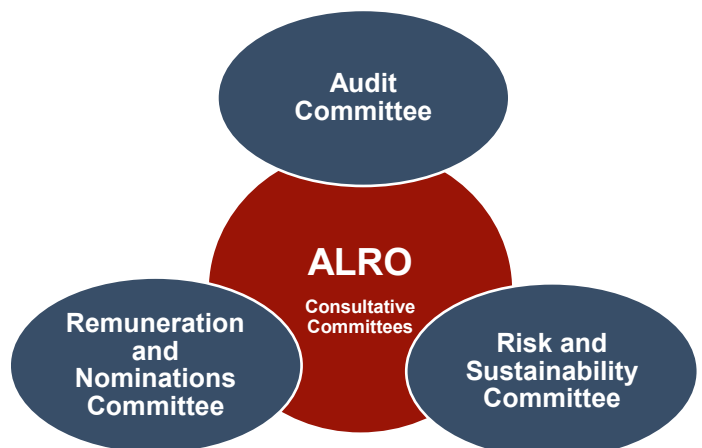 Audit
Committee
ALRO
Consultative
Committees
Remuneration
and
Nominations
Committee
Risk and
Sustainability
Committee